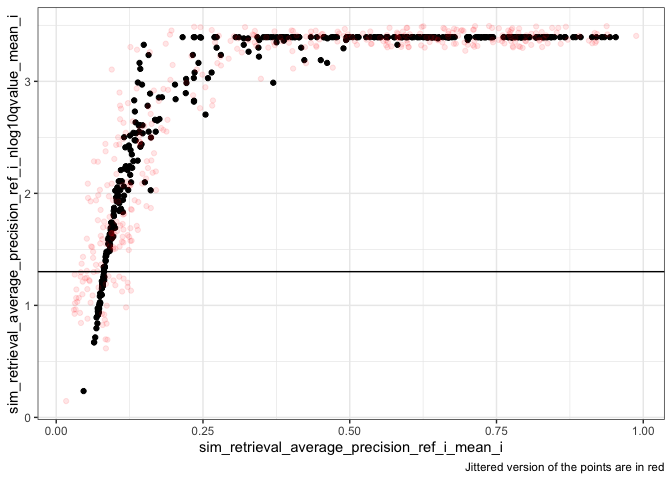 sim_retrieval_average_precision_ref_i_nlog10qvalue_mean_i
3
2
1
0
0.00 0.25 0.50 0.75 1.00
sim_retrieval_average_precision_ref_i_mean_i
Jittered version of the points are in red